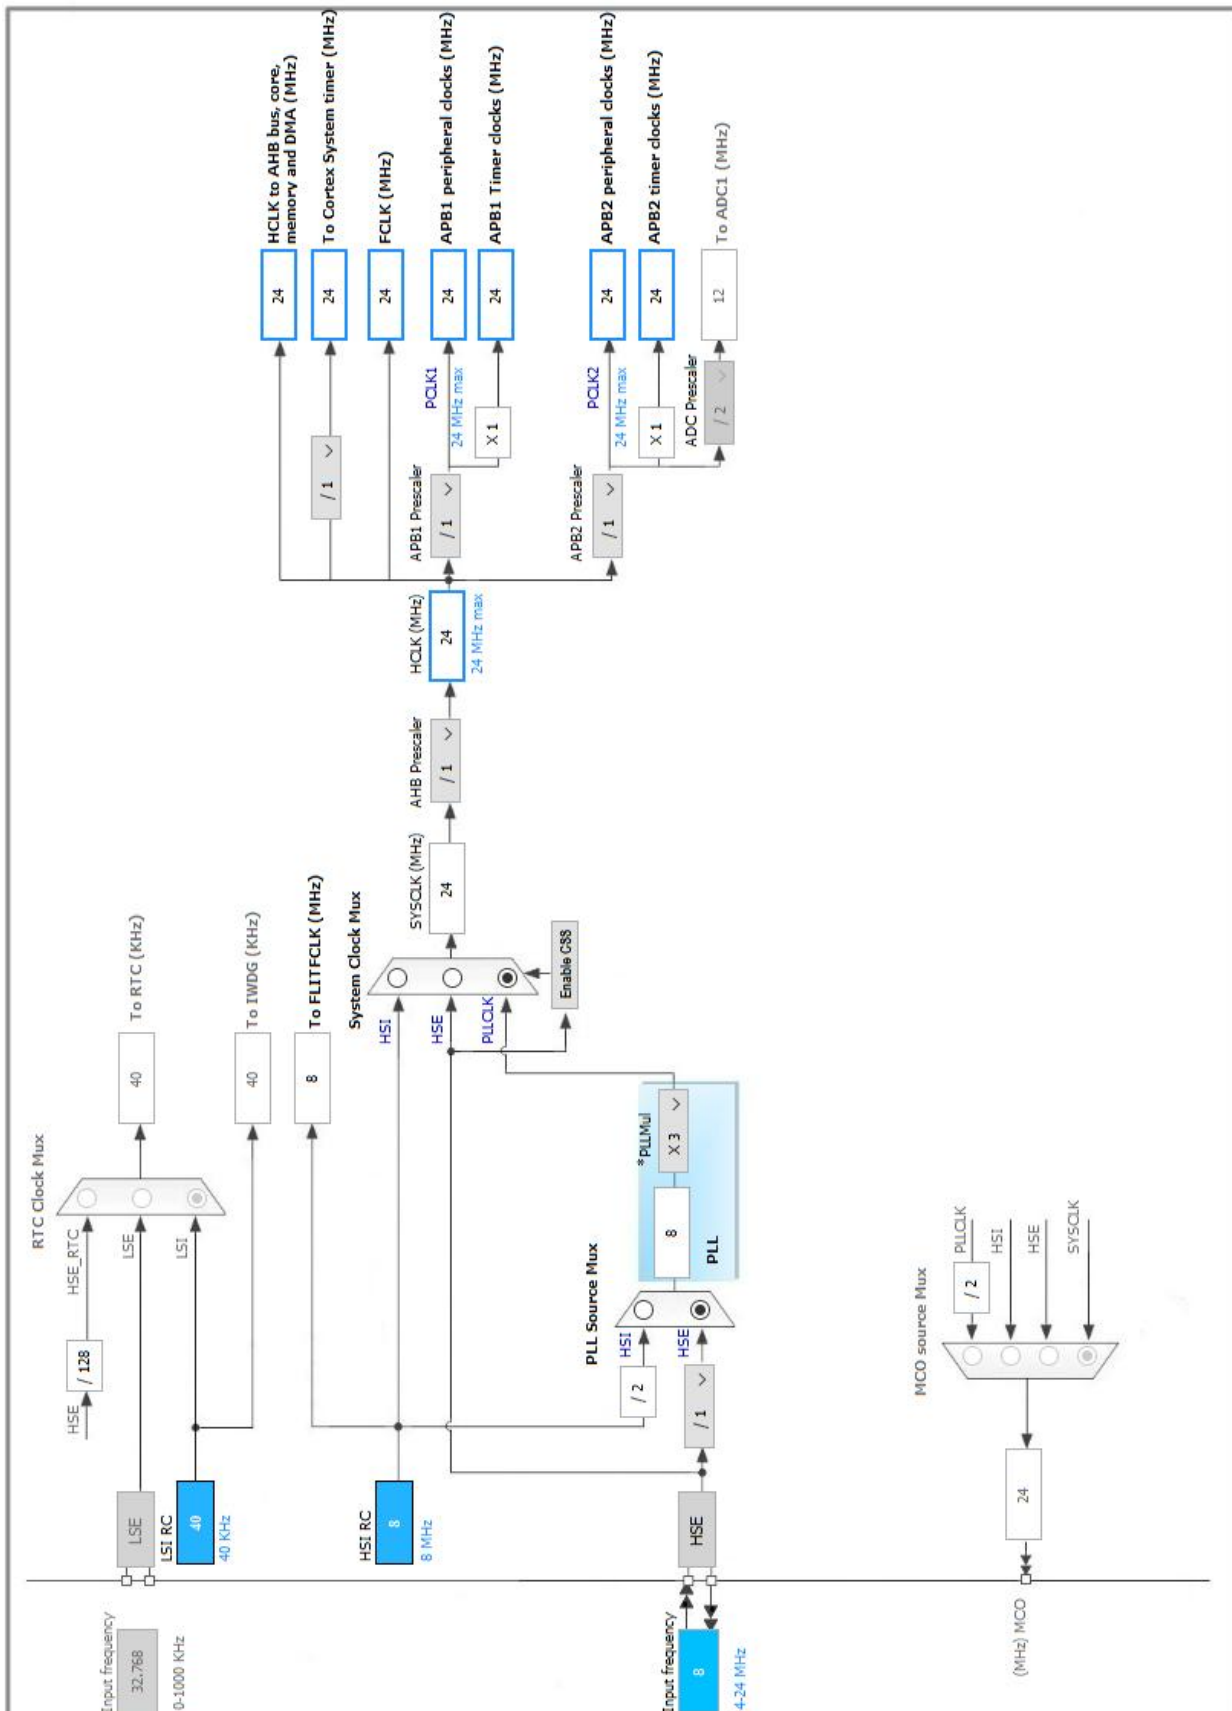 RTC Clock Mux
HSE
/ 128
HSE_RTC
Input frequency
32.768
0-1000 KHz
LSE
LSE
40
To RTC (KHz)
LSI RC
40
40 KHz
LSI
40
To IWDG (KHz)
8
To FLITFCLK (MHz)
HSI RC
8
8 MHz
System Clock Mux
HSI
HSE
PLLCLK
Enable CSS
SYSCLK (MHz)
24
AHB Prescaler
/ 1
HCLK (MHz)
24
24 MHz max
24
HCLK to AHB bus, core,
memory and DMA (MHz)
/ 1
24
To Cortex System timer (MHz)
24
FCLK (MHz)
APB1 Prescaler
/ 1
PCLK1
24 MHz max
24
APB1 peripheral clocks (MHz)
X 1
24
APB1 Timer clocks (MHz)
APB2 Prescaler
/ 1
PCLK2
24 MHz max
24
APB2 peripheral clocks (MHz)
X 1
24
APB2 timer clocks (MHz)
ADC Prescaler
/ 2
12
To ADC1 (MHz)
PLL Source Mux
/ 2
HSI
Input frequency
8
4-24 MHz
HSE
/ 1
HSE
8
*PLLMul
X 3
PLL
MCO source Mux
/ 2
PLLCLK
HSI
HSE
SYSCLK
24
(MHz) MCO